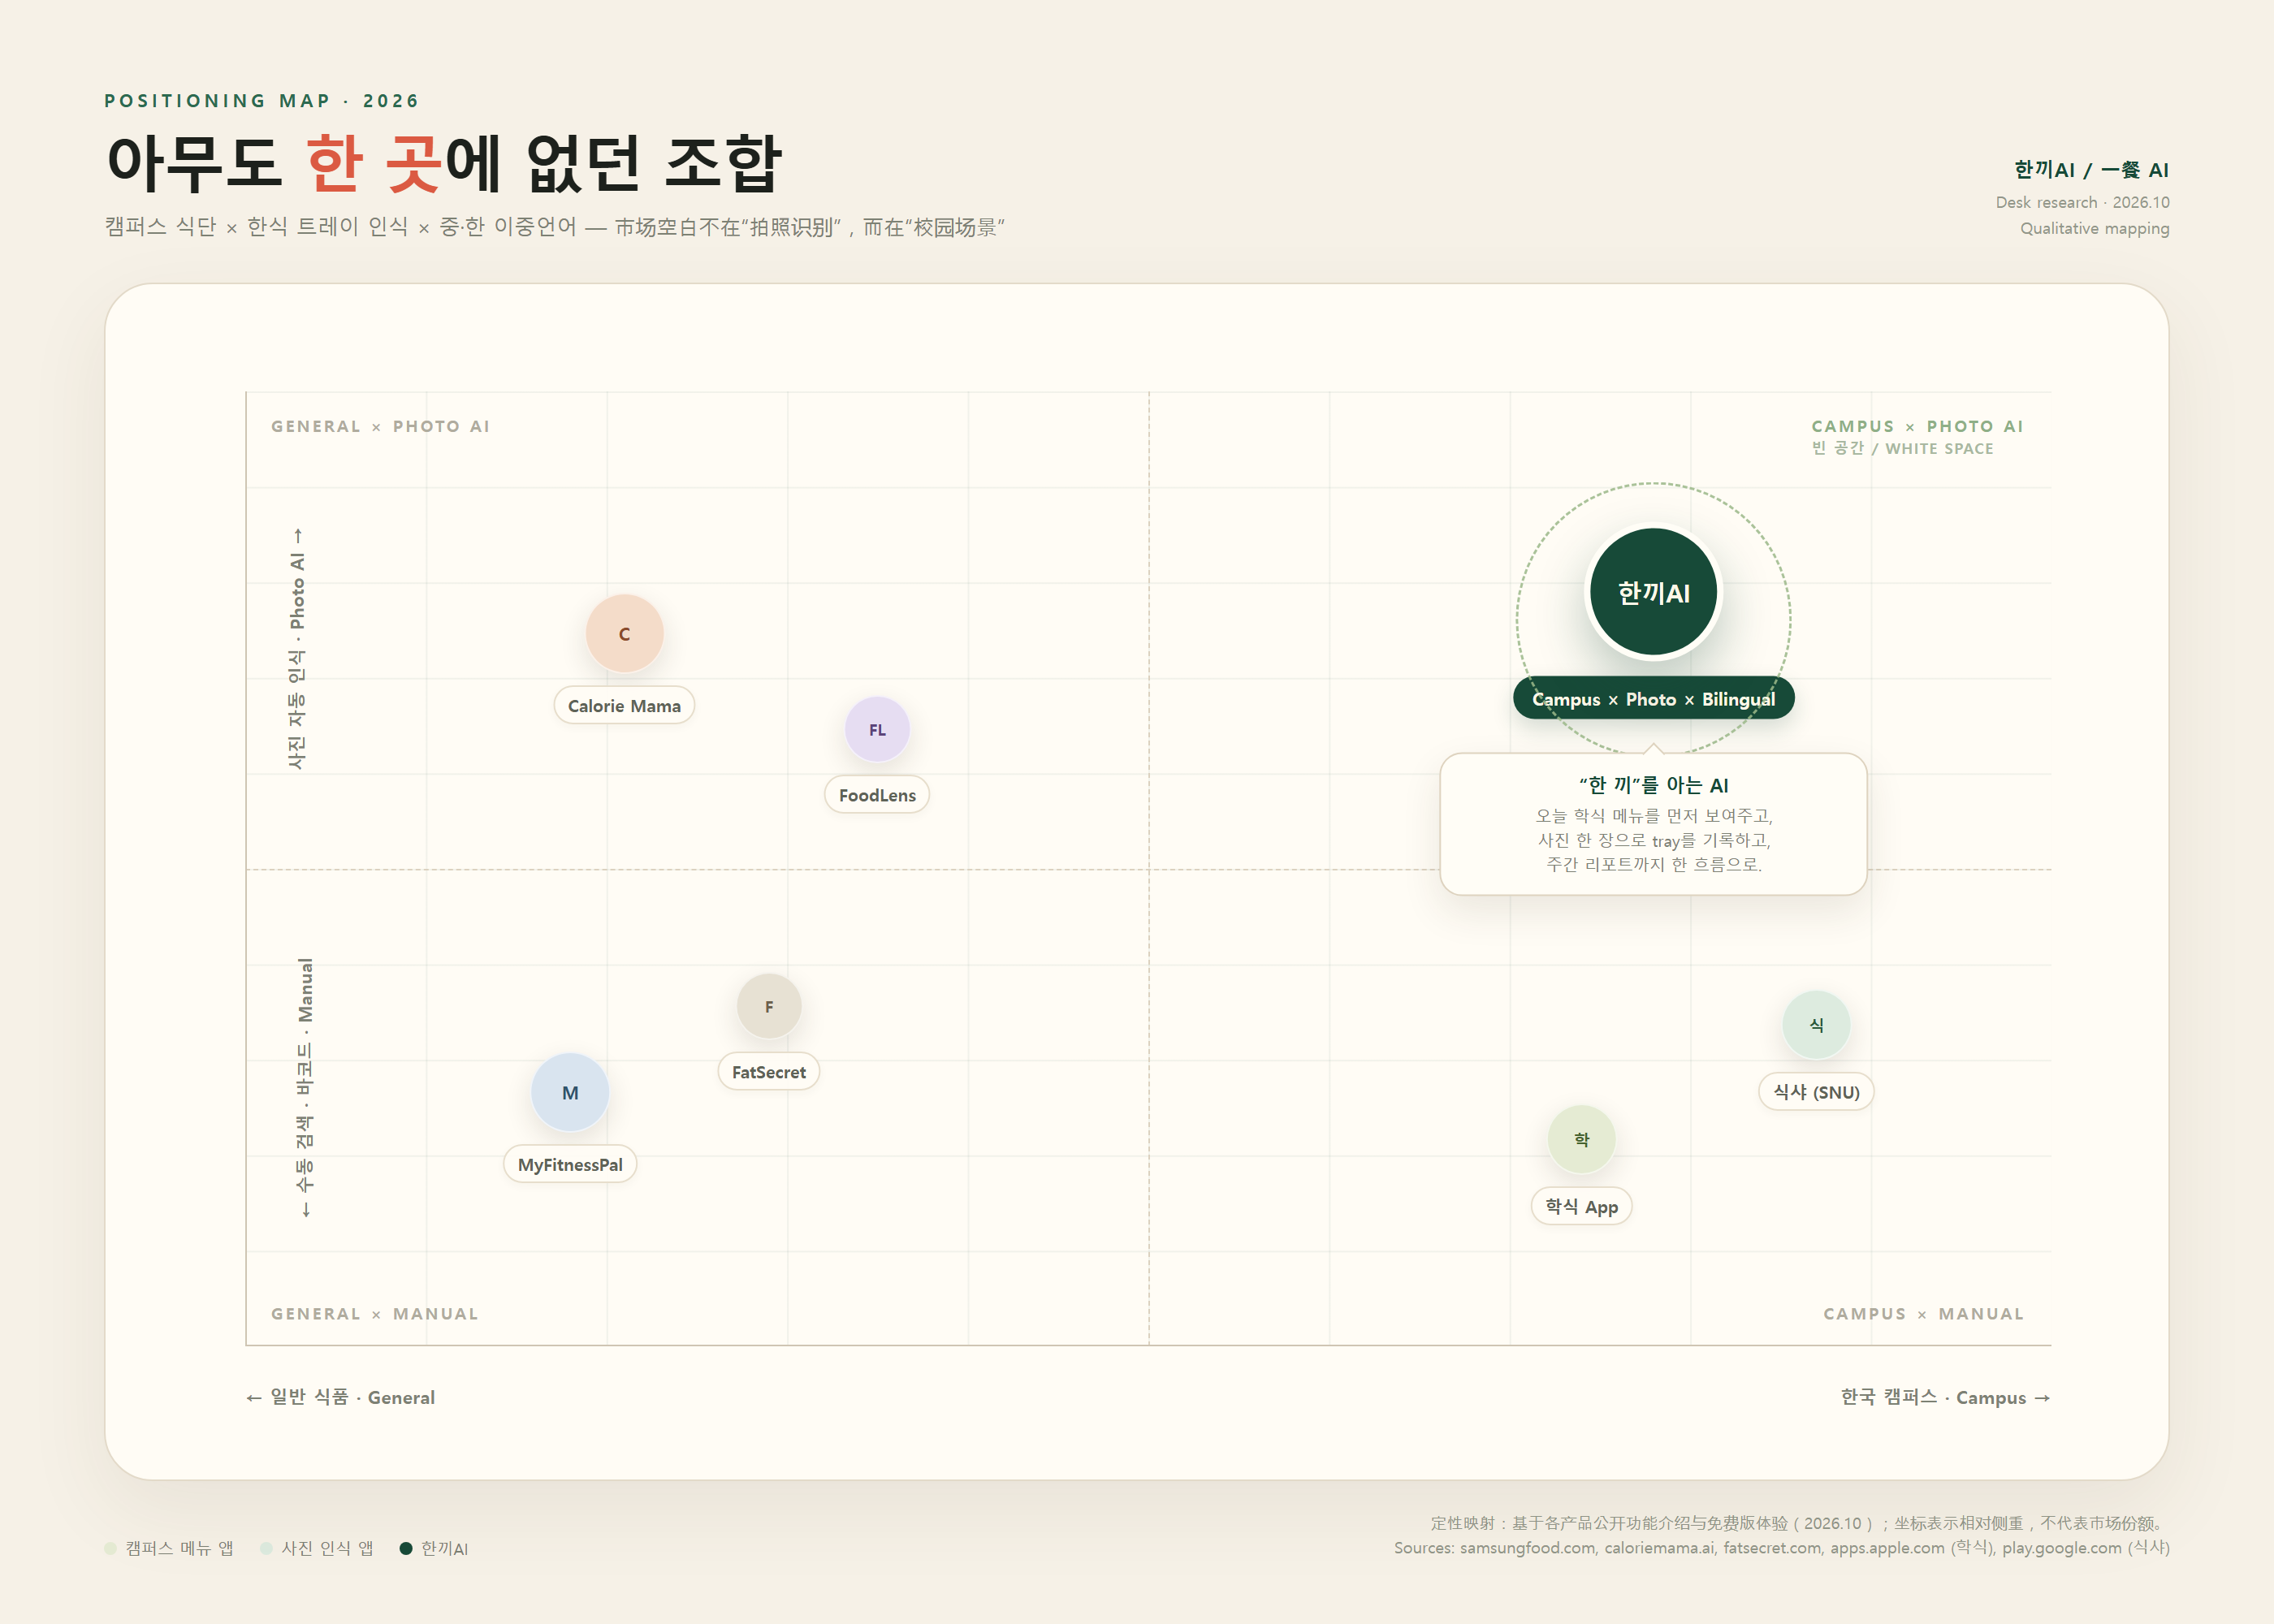 POSITIONING MAP · 2026
아무도 한 곳에 없던 조합
캠퍼스 식단 × 한식 트레이 인식 × 중·한 이중언어 — 市场空白不在“拍照识别”，而在“校园场景”
한끼AI / 一餐 AI
Desk research · 2026.10
Qualitative mapping
GENERAL × PHOTO AI
CAMPUS × PHOTO AI
빈 공간 / WHITE SPACE
사진 자동 인식 · Photo AI →
한끼AI
Campus × Photo × Bilingual
C
Calorie Mama
FL
FoodLens
“한 끼”를 아는 AI
오늘 학식 메뉴를 먼저 보여주고,
사진 한 장으로 tray를 기록하고,
주간 리포트까지 한 흐름으로.
← 수동 검색 · 바코드 · Manual
F
FatSecret
M
MyFitnessPal
식
식샤 (SNU)
학
학식 App
GENERAL × MANUAL
CAMPUS × MANUAL
← 일반 식품 · General
한국 캠퍼스 · Campus →
캠퍼스 메뉴 앱
사진 인식 앱
한끼AI
定性映射：基于各产品公开功能介绍与免费版体验（2026.10）；坐标表示相对侧重，不代表市场份额。
Sources: samsungfood.com, caloriemama.ai, fatsecret.com, apps.apple.com (학식), play.google.com (식샤)